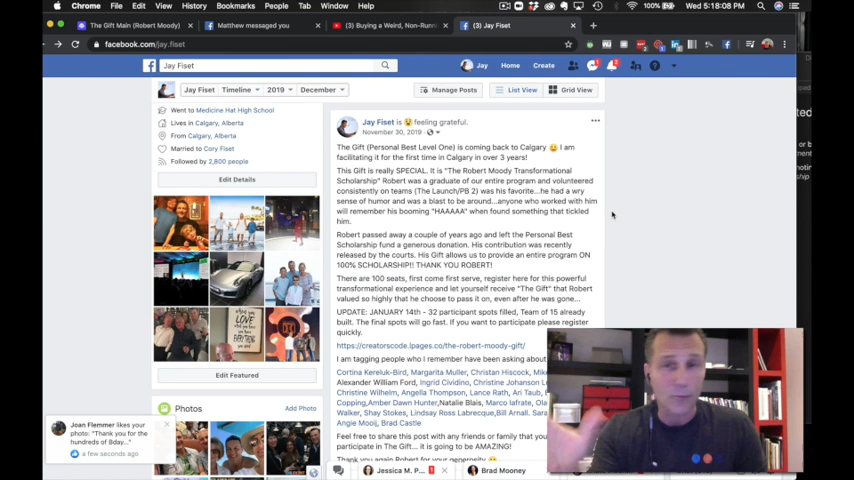 Chrome File Edit View History Bookmarks People Tab Window Help
100% Wed 5:18:08 PM
The Gift Main (Robert Moody)
Matthew messaged you
(3) Buying a Weird, Non-Runn
(3) Jay Fiset
facebook.com/jay.fiset
Jay Fiset
Jay Home Create
Jay Fiset Timeline 2019 December
Manage Posts List View Grid View
Went to Medicine Hat High School
Lives in Calgary, Alberta
From Calgary, Alberta
Married to Cory Fiset
Followed by 2,800 people
Edit Details
Edit Featured
Photos Add Photo
Joan Flemmer likes your
photo: "Thank you for the
hundreds of Bday..."
a few seconds ago
Jay Fiset is 😮 feeling grateful.
November 30, 2019
The Gift (Personal Best Level One) is coming back to Calgary 😀 I am
facilitating it for the first time in Calgary in over 3 years!
This Gift is really SPECIAL. It is "The Robert Moody Transformational
Scholarship" Robert was a graduate of our entire program and volunteered
consistently on teams (The Launch/PB 2) was his favorite...he had a wry
sense of humor and was a blast to be around...anyone who worked with him
will remember his booming "HAAAAA" when found something that tickled
him.
Robert passed away a couple of years ago and left the Personal Best
Scholarship fund a generous donation. His contribution was recently
released by the courts. His Gift allows us to provide an entire program ON
100% SCHOLARSHIP!! THANK YOU ROBERT!
There are 100 seats, first come first serve, register here for this powerful
transformational experience and let yourself receive "The Gift" that Robert
valued so highly that he choose to pass it on, even after he was gone...
UPDATE: JANUARY 14th - 32 participant spots filled, Team of 15 already
built. The final spots will go fast. If you want to participate please register
quickly.
https://creatorscode.lpages.co/the-robert-moody-gift/
I am tagging people who I remember have been asking about
Cortina Kereluk-Bird, Margarita Muller, Christan Hiscock, Mike
Alexander William Ford, Ingrid Cividino, Christine Johanson L
Christine Wilhelm, Angelia Thompson, Lance Rath, Ari Taub,
Copping,Amber Dawn Hunter,Natalie Blais, Marco Iafrate, Ola
Walker, Shay Stokes, Lindsay Ross Labrecque,Bill Arnall. Sara
Angie Mooij, Brad Castle
Feel free to share this post with any friends or family that you
participate in The Gift... it is going to be AMAZING!
Thank you again Robert for your generosity
Jessica M. P... 1
Brad Mooney